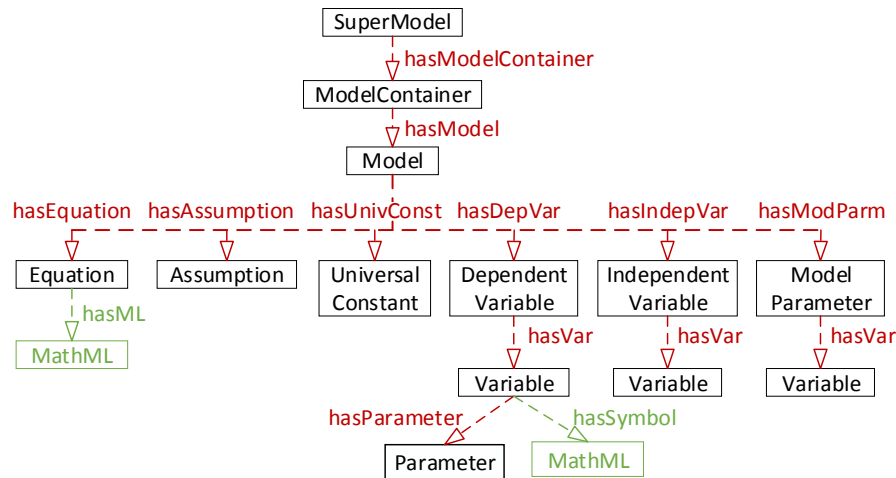 SuperModel
hasModelContainer
ModelContainer
hasModel
Model
hasEquation hasAssumption hasUnivConst hasDepVar hasIndepVar hasModParm
Equation Assumption Universal Dependent Independent Model
Constant Variable Variable Parameter
hasML hasVar hasVar hasVar
MathML Variable Variable Variable
hasParameter hasSymbol
Parameter MathML